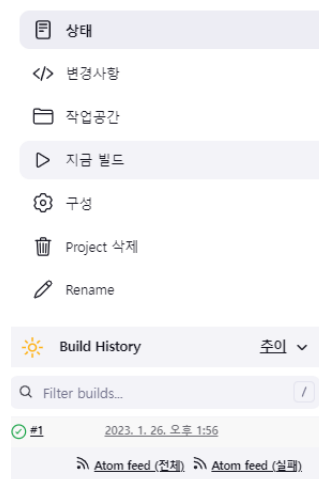 상태
변경사항
작업공간
지금 빌드
구성
Project 삭제
Rename
Build History 추이
Filter builds... /
#1 2023. 1. 26. 오후 1:56
Atom feed (전체) Atom feed (실패)